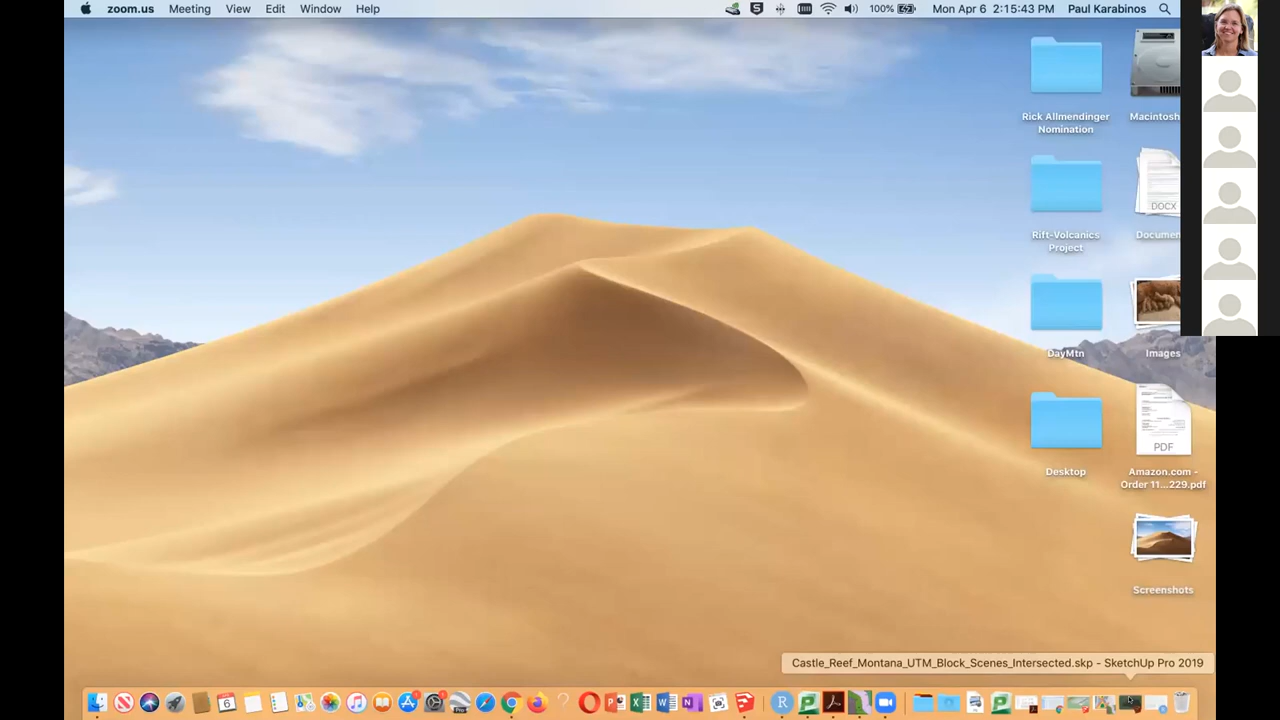 zoom.us Meeting View Edit Window Help 100% Mon Apr 6 2:15:43 PM Paul Karabinos
Rick Allmendinger
Nomination
Macintosh
DOCX
Rift-Volcanics
Project
Documen
DayMtn
Images
PDF
Desktop
Amazon.com -
Order 11...229.pdf
Screenshots
Castle_Reef_Montana_UTM_Block_Scenes_Intersected.skp - SketchUp Pro 2019
6